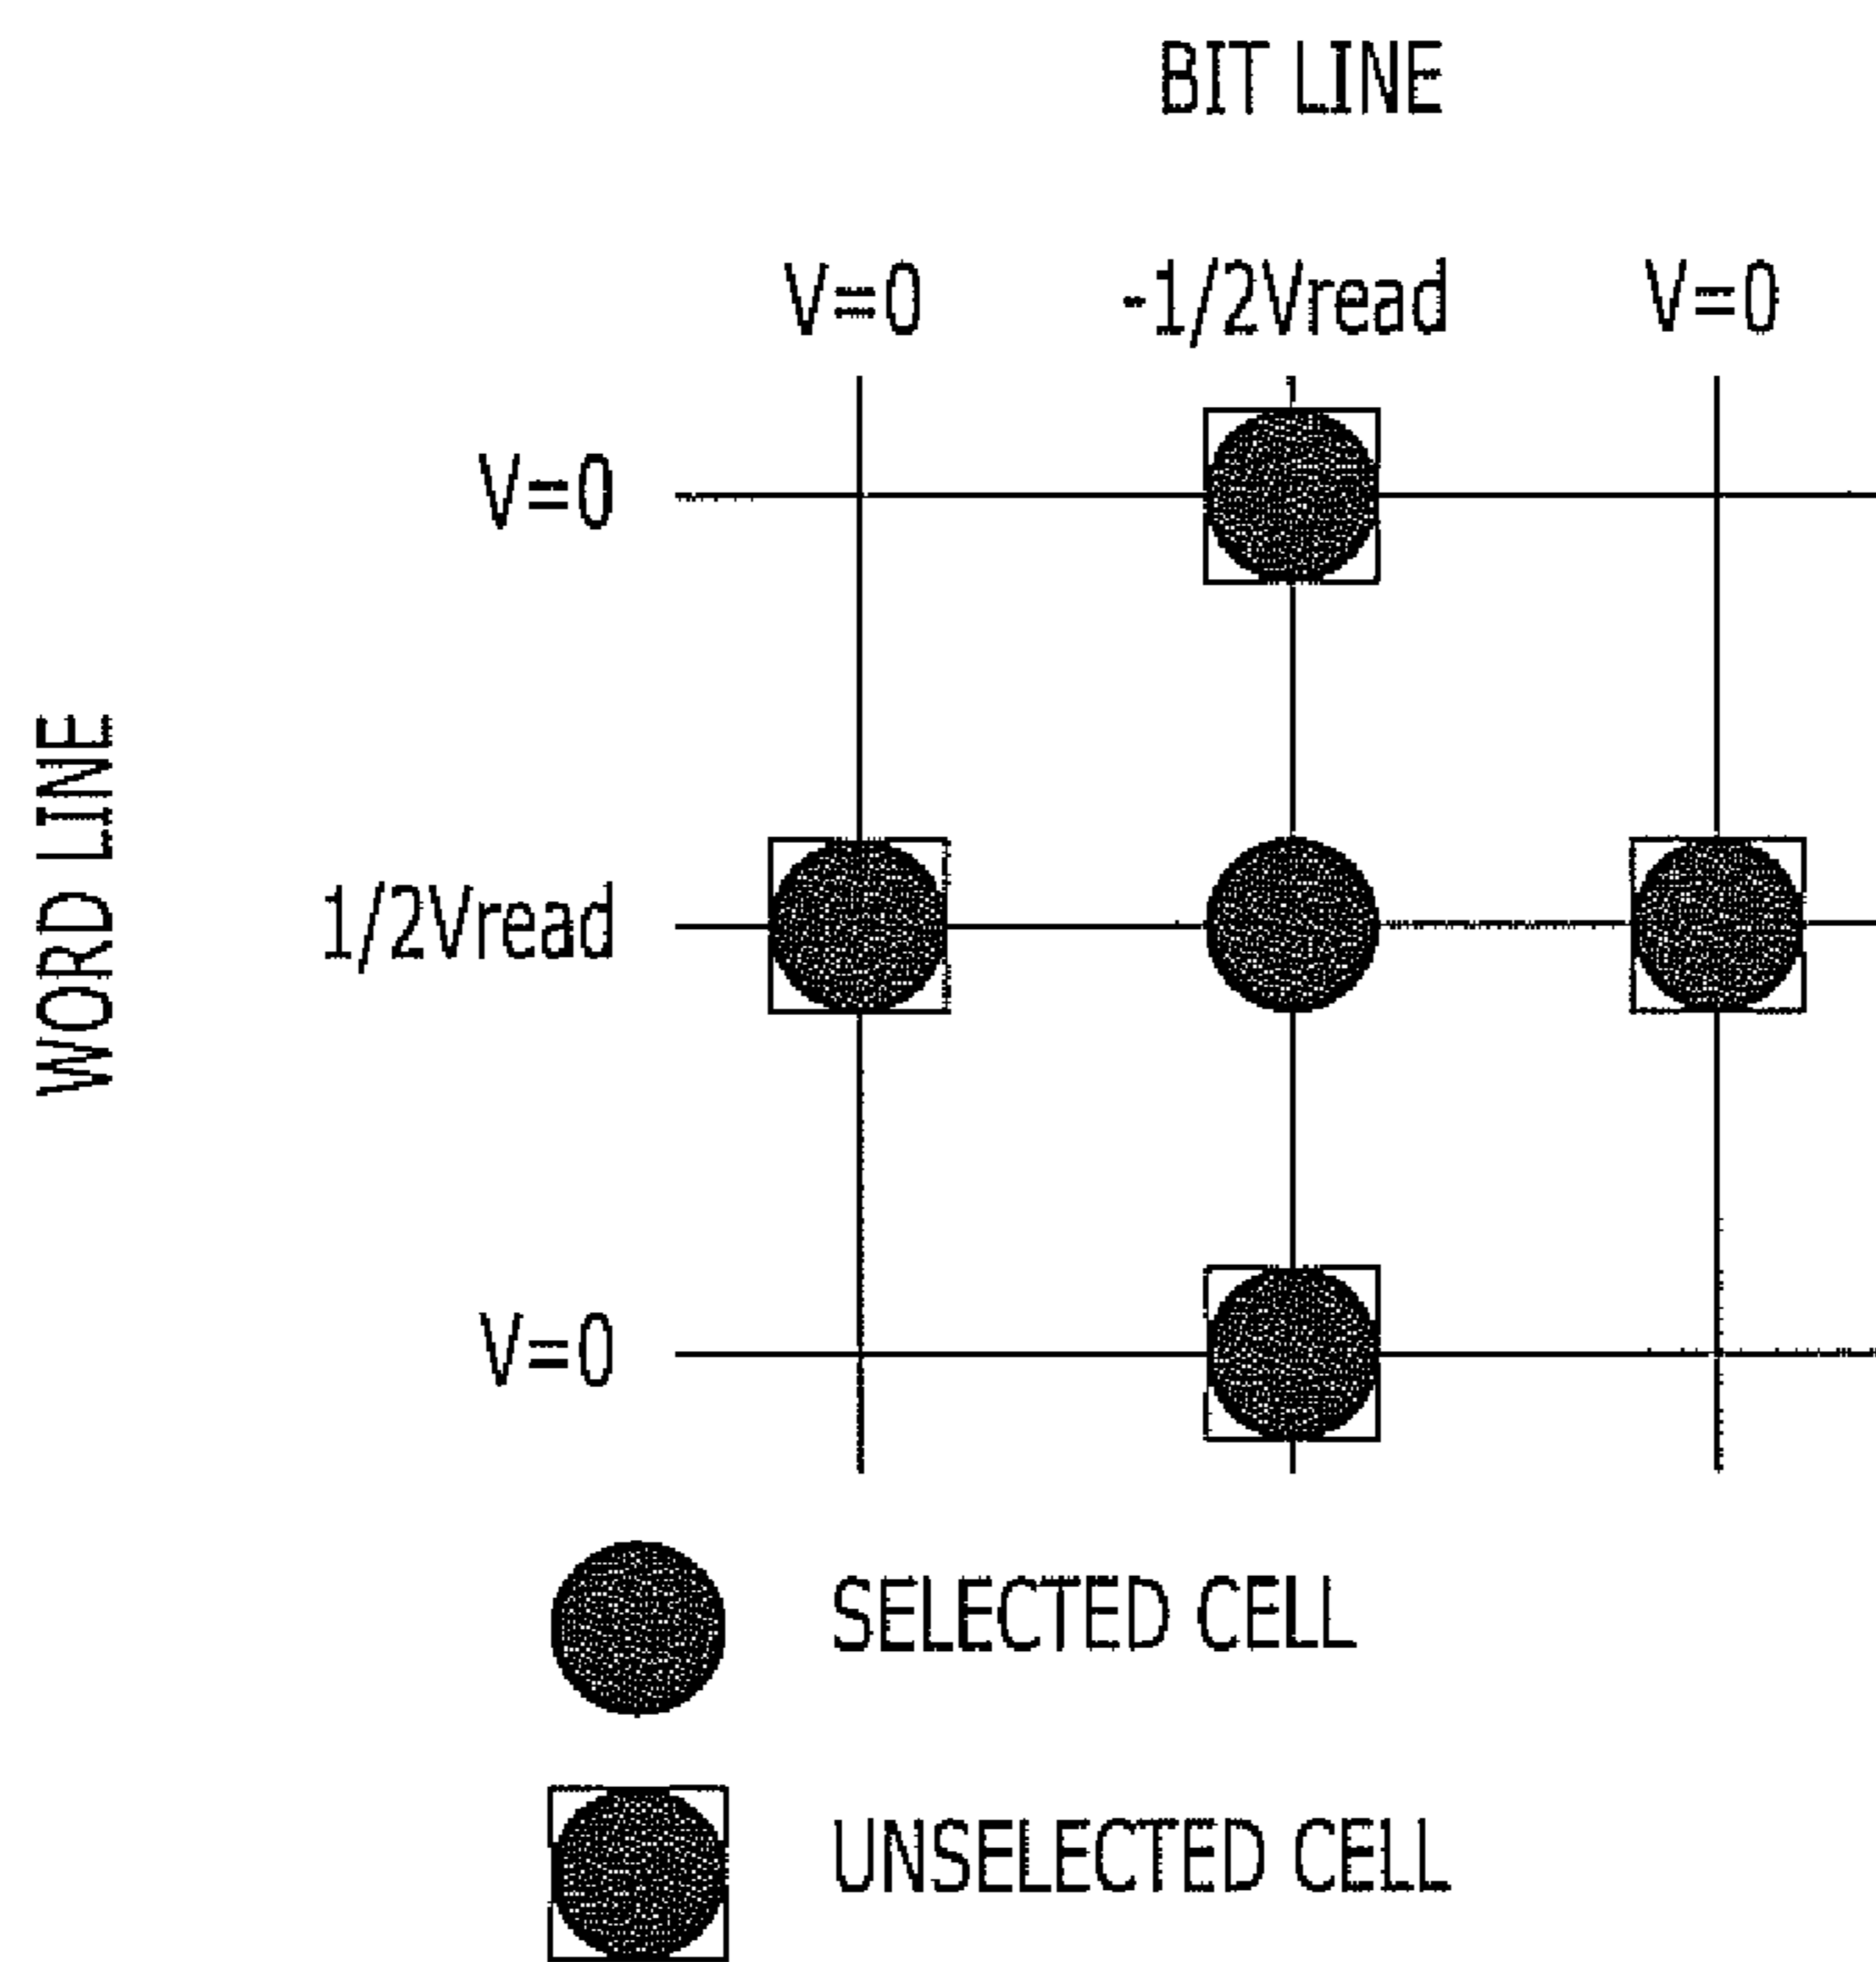 BIT LINE
V=0 -1/2Vread V=0
V=0
WORD LINE
1/2Vread
V=0
SELECTED CELL
UNSELECTED CELL